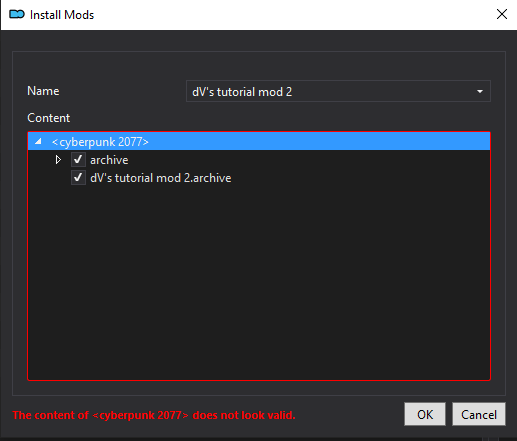 Install Mods
Name
dV's tutorial mod 2
Content
<cyberpunk 2077>
archive
dV's tutorial mod 2.archive
The content of <cyberpunk 2077> does not look valid.
OK
Cancel